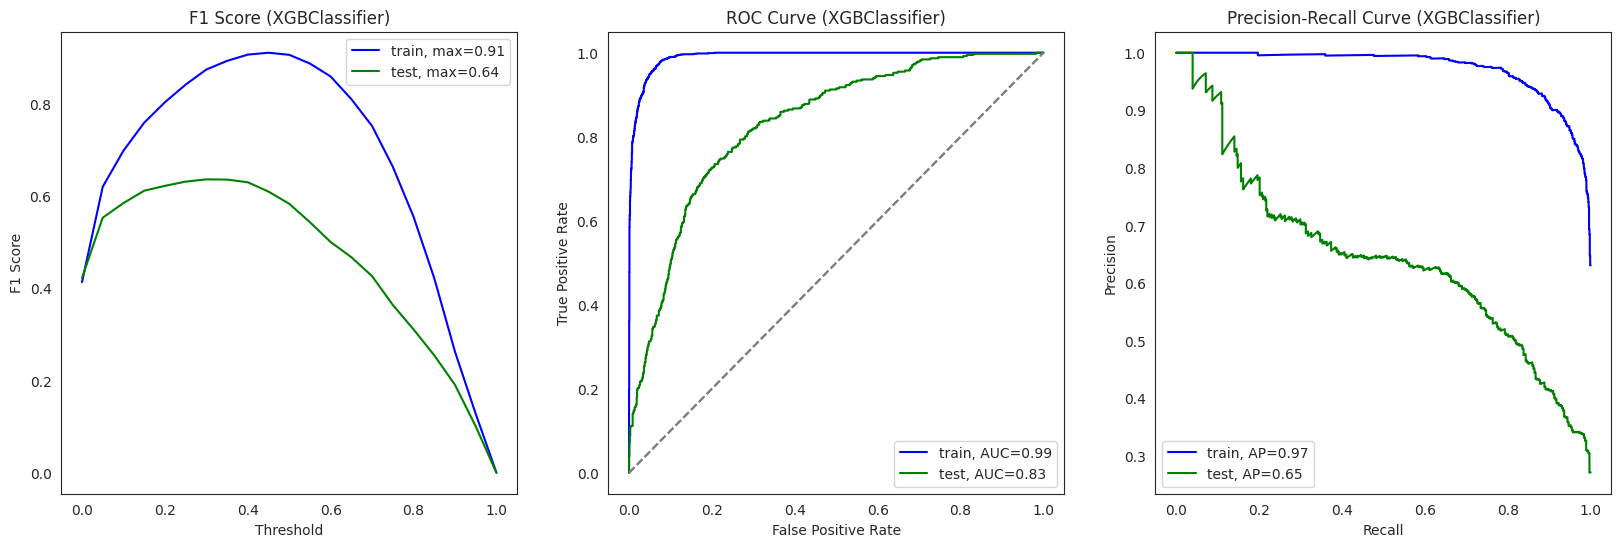 F1 Score (XGBClassifier)
train, max=0.91
test, max=0.64
F1 Score
0.8
0.6
0.4
0.2
0.0
0.0 0.2 0.4 0.6 0.8 1.0
Threshold
ROC Curve (XGBClassifier)
True Positive Rate
1.0
0.8
0.6
0.4
0.2
0.0
train, AUC=0.99
test, AUC=0.83
0.0 0.2 0.4 0.6 0.8 1.0
False Positive Rate
Precision-Recall Curve (XGBClassifier)
Precision
1.0
0.9
0.8
0.7
0.6
0.5
0.4
0.3
train, AP=0.97
test, AP=0.65
0.0 0.2 0.4 0.6 0.8 1.0
Recall